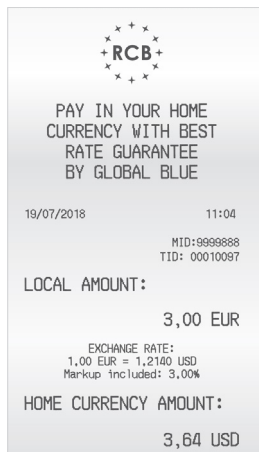 RCB
PAY IN YOUR HOME
CURRENCY WITH BEST
RATE GUARANTEE
BY GLOBAL BLUE
19/07/2018 11:04
MID:9999888
TID: 00010097
LOCAL AMOUNT:
3,00 EUR
EXCHANGE RATE:
1,00 EUR = 1,2140 USD
Markup included: 3,00%
HOME CURRENCY AMOUNT:
3,64 USD